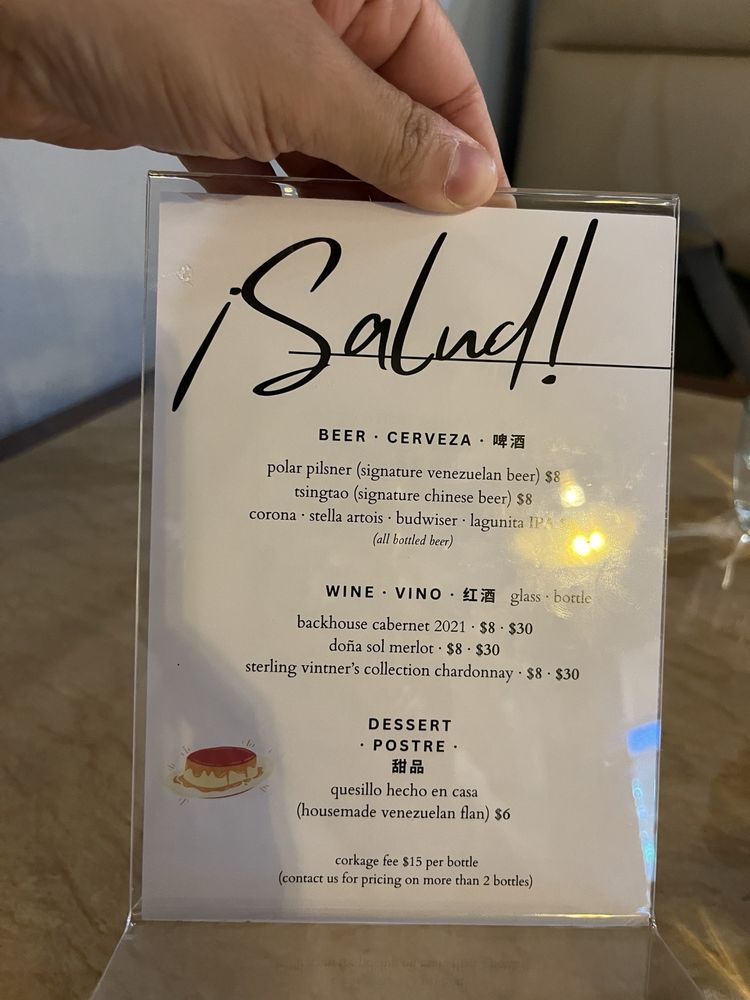 ¡Salud!
BEER · CERVEZA · 啤酒
polar pilsner (signature venezuelan beer) $8
tsingtao (signature chinese beer) $8
corona · stella artois · budwiser · lagunita IPA
(all bottled beer)
WINE · VINO · 红酒 glass · bottle
backhouse cabernet 2021 · $8 · $30
doña sol merlot · $8 · $30
sterling vintner's collection chardonnay · $8 · $30
DESSERT
· POSTRE ·
甜品
quesillo hecho en casa
(housemade venezuelan flan) $6
corkage fee $15 per bottle
(contact us for pricing on more than 2 bottles)